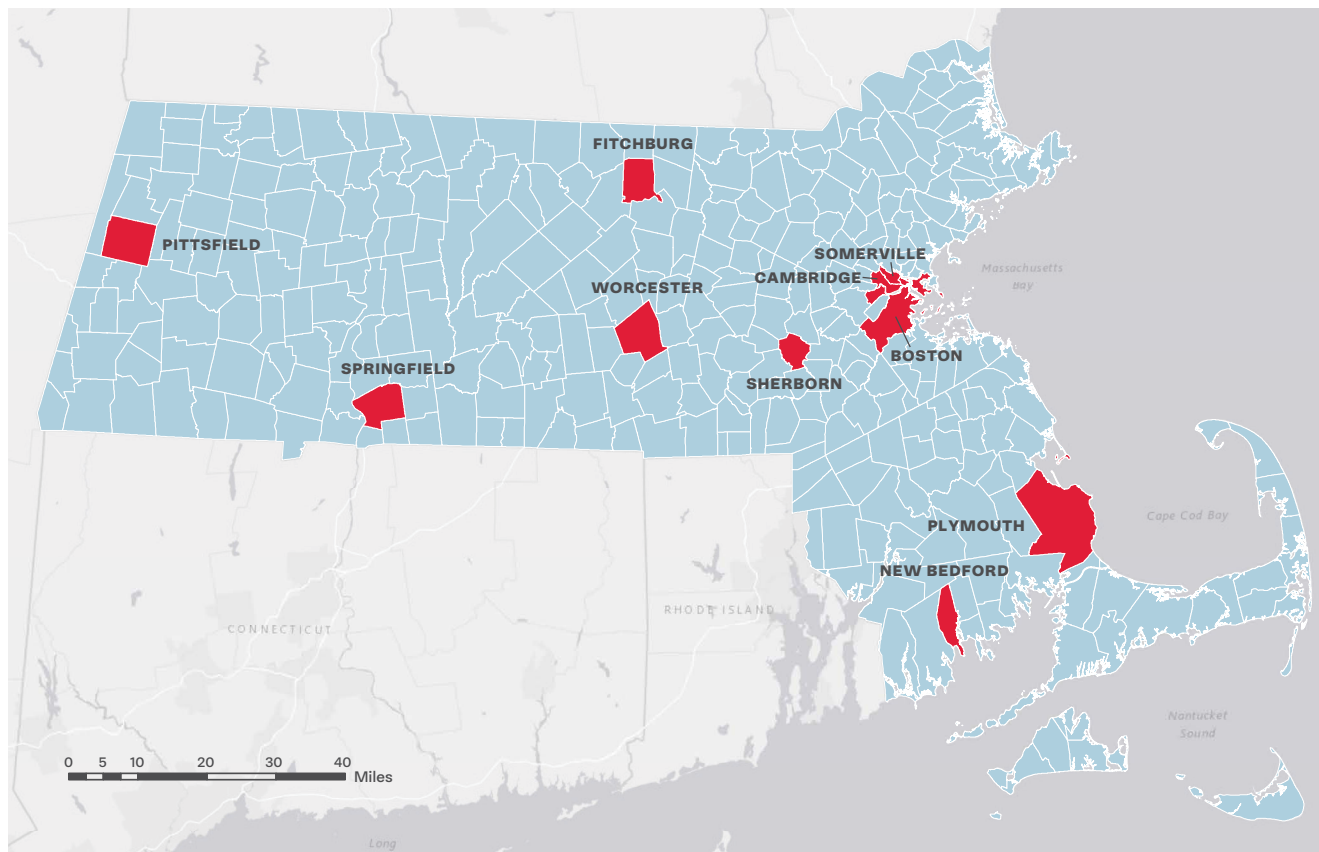 FITCHBURG
PITTSFIELD
SOMERVILLE
CAMBRIDGE
Massachusetts
Bay
WORCESTER
BOSTON
SPRINGFIELD
SHERBORN
PLYMOUTH
Cape Cod Bay
NEW BEDFORD
RHODE ISLAND
CONNECTICUT
Nantucket
Sound
0 5 10 20 30 40
Miles
Long